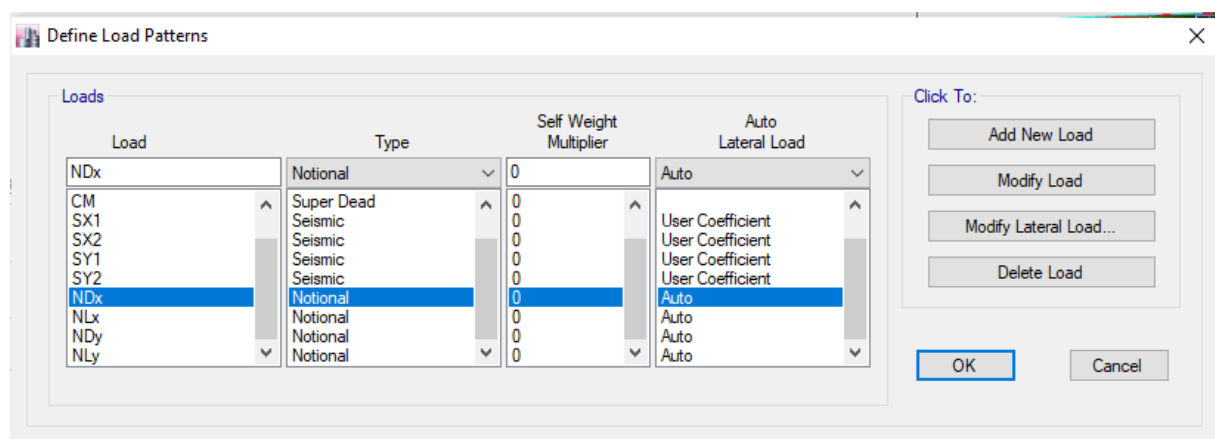 Define Load Patterns
Loads
Click To:
Load Type Self Weight Multiplier Auto Lateral Load
NDx Notional 0 Auto
CM Super Dead 0
SX1 Seismic 0 User Coefficient
SX2 Seismic 0 User Coefficient
SY1 Seismic 0 User Coefficient
SY2 Seismic 0 User Coefficient
NDx Notional 0 Auto
NLx Notional 0 Auto
NDy Notional 0 Auto
NLy Notional 0 Auto
Add New Load
Modify Load
Modify Lateral Load...
Delete Load
OK Cancel